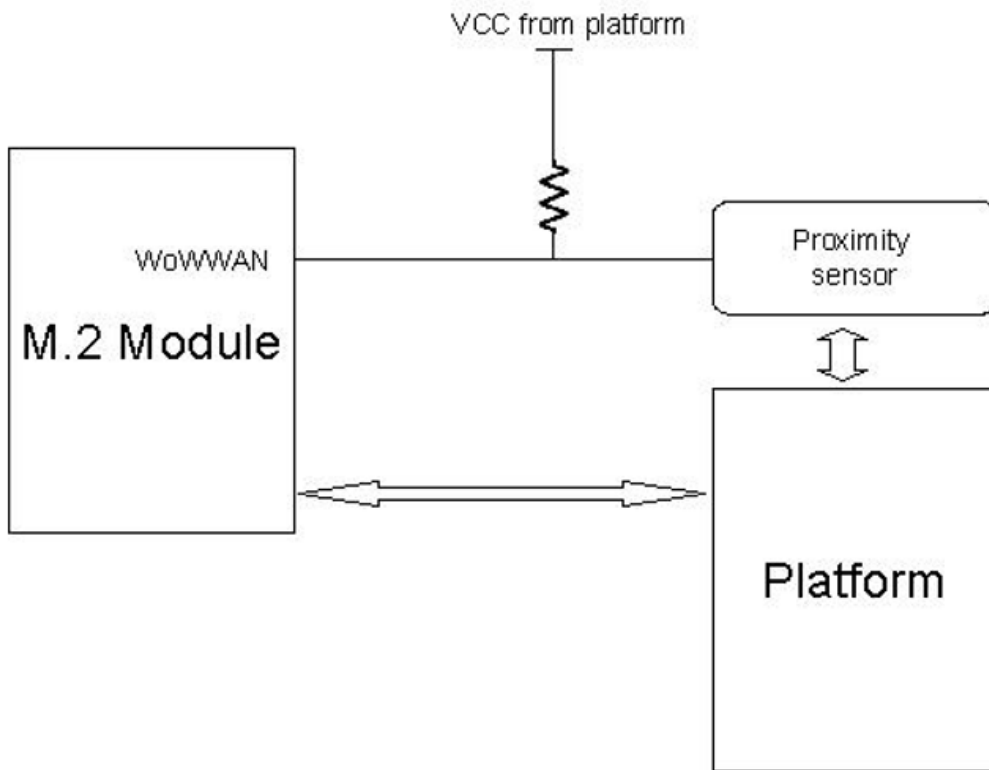 VCC from platform
WoWWAN
M.2 Module
Proximity
sensor
Platform